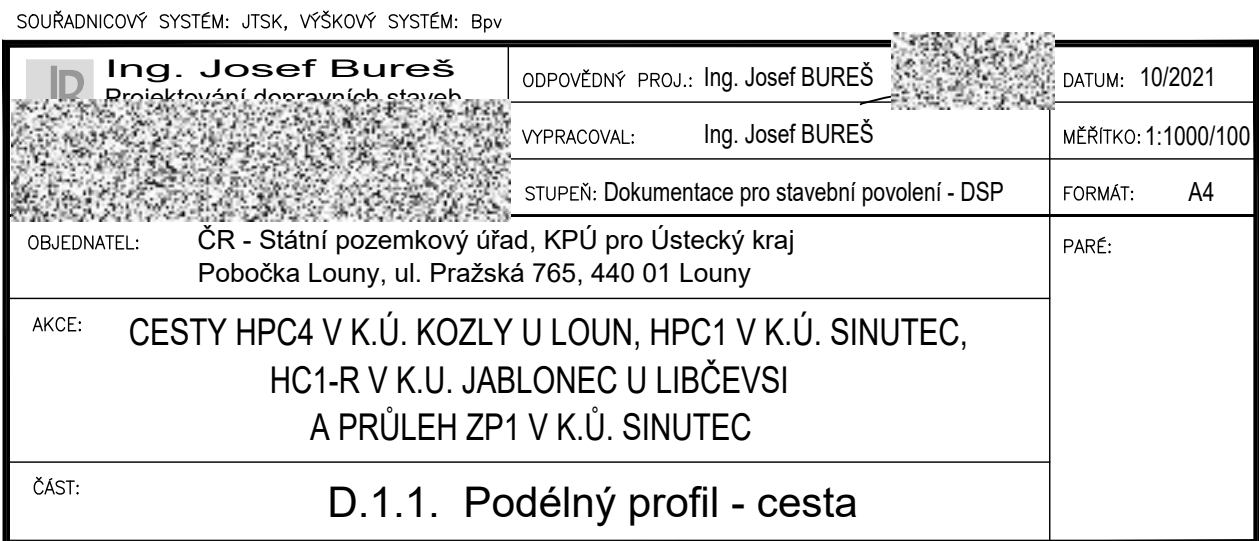 SOUŘADNICOVÝ SYSTÉM: JTSK, VÝŠKOVÝ SYSTÉM: Bpv
Ing. Josef Bureš
Projektování dopravních staveb
ODPOVĚDNÝ PROJ.: Ing. Josef BUREŠ
DATUM: 10/2021
VYPRACOVAL: Ing. Josef BUREŠ
MĚŘÍTKO: 1:1000/100
STUPEŇ: Dokumentace pro stavební povolení - DSP
FORMÁT: A4
OBJEDNATEL: ČR - Státní pozemkový úřad, KPÚ pro Ústecký kraj
Pobočka Louny, ul. Pražská 765, 440 01 Louny
PARÉ:
AKCE: CESTY HPC4 V K.Ú. KOZLY U LOUN, HPC1 V K.Ú. SINUTEC,
HC1-R V K.U. JABLONEC U LIBČEVSI
A PRŮLEH ZP1 V K.Ů. SINUTEC
ČÁST: D.1.1. Podélný profil - cesta